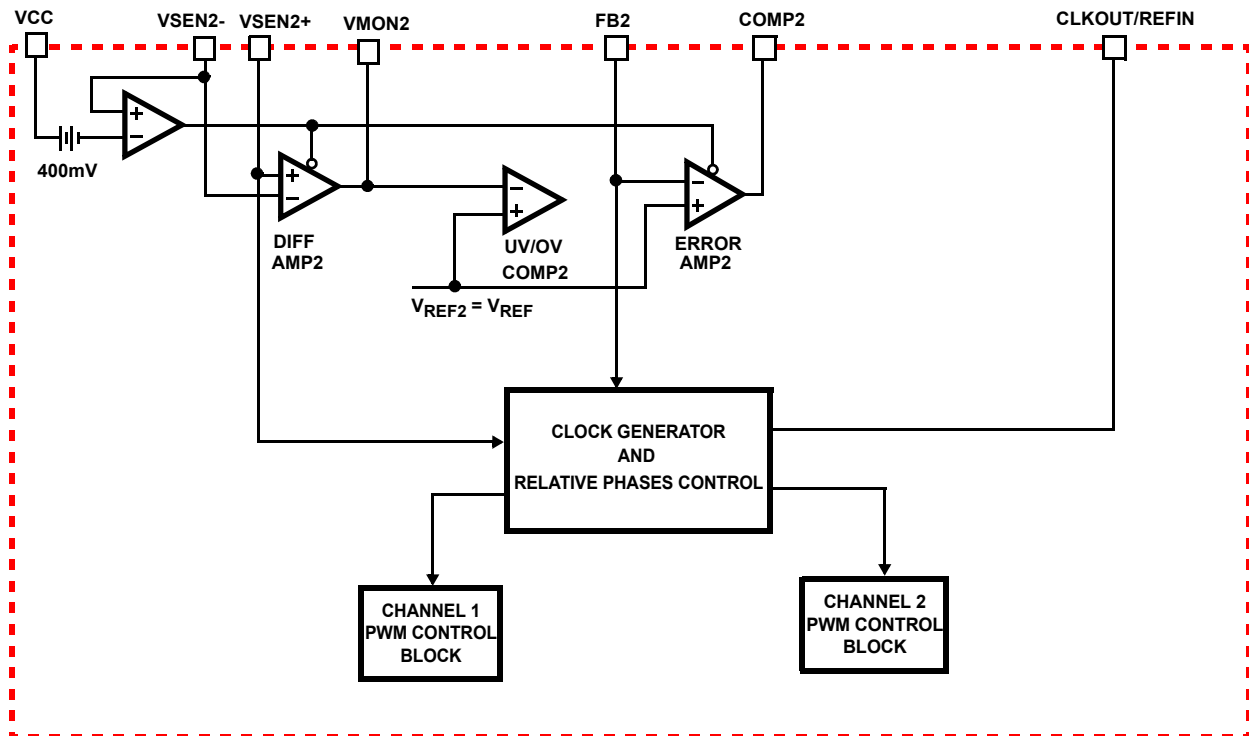 VCC
VSEN2-
VSEN2+
VMON2
FB2
COMP2
CLKOUT/REFIN
+
−
400mV
+
−
DIFF
AMP2
−
+
UV/OV
COMP2
−
+
ERROR
AMP2
VREF2 = VREF
CLOCK GENERATOR
AND
RELATIVE PHASES CONTROL
CHANNEL 1
PWM CONTROL
BLOCK
CHANNEL 2
PWM CONTROL
BLOCK